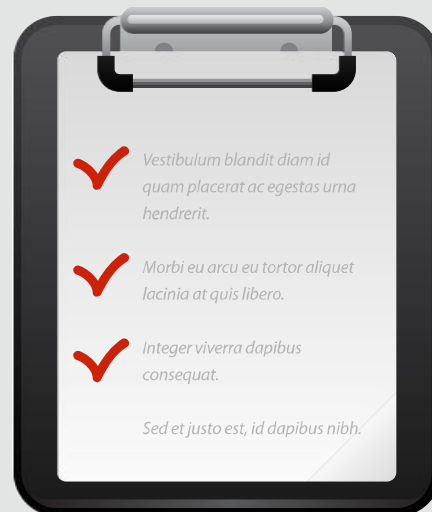 Vestibulum blandit diam id
quam placerat ac egestas urna
hendrerit.
Morbi eu arcu eu tortor aliquet
lacinia at quis libero.
Integer viverra dapibus
consequat.
Sed et justo est, id dapibus nibh.